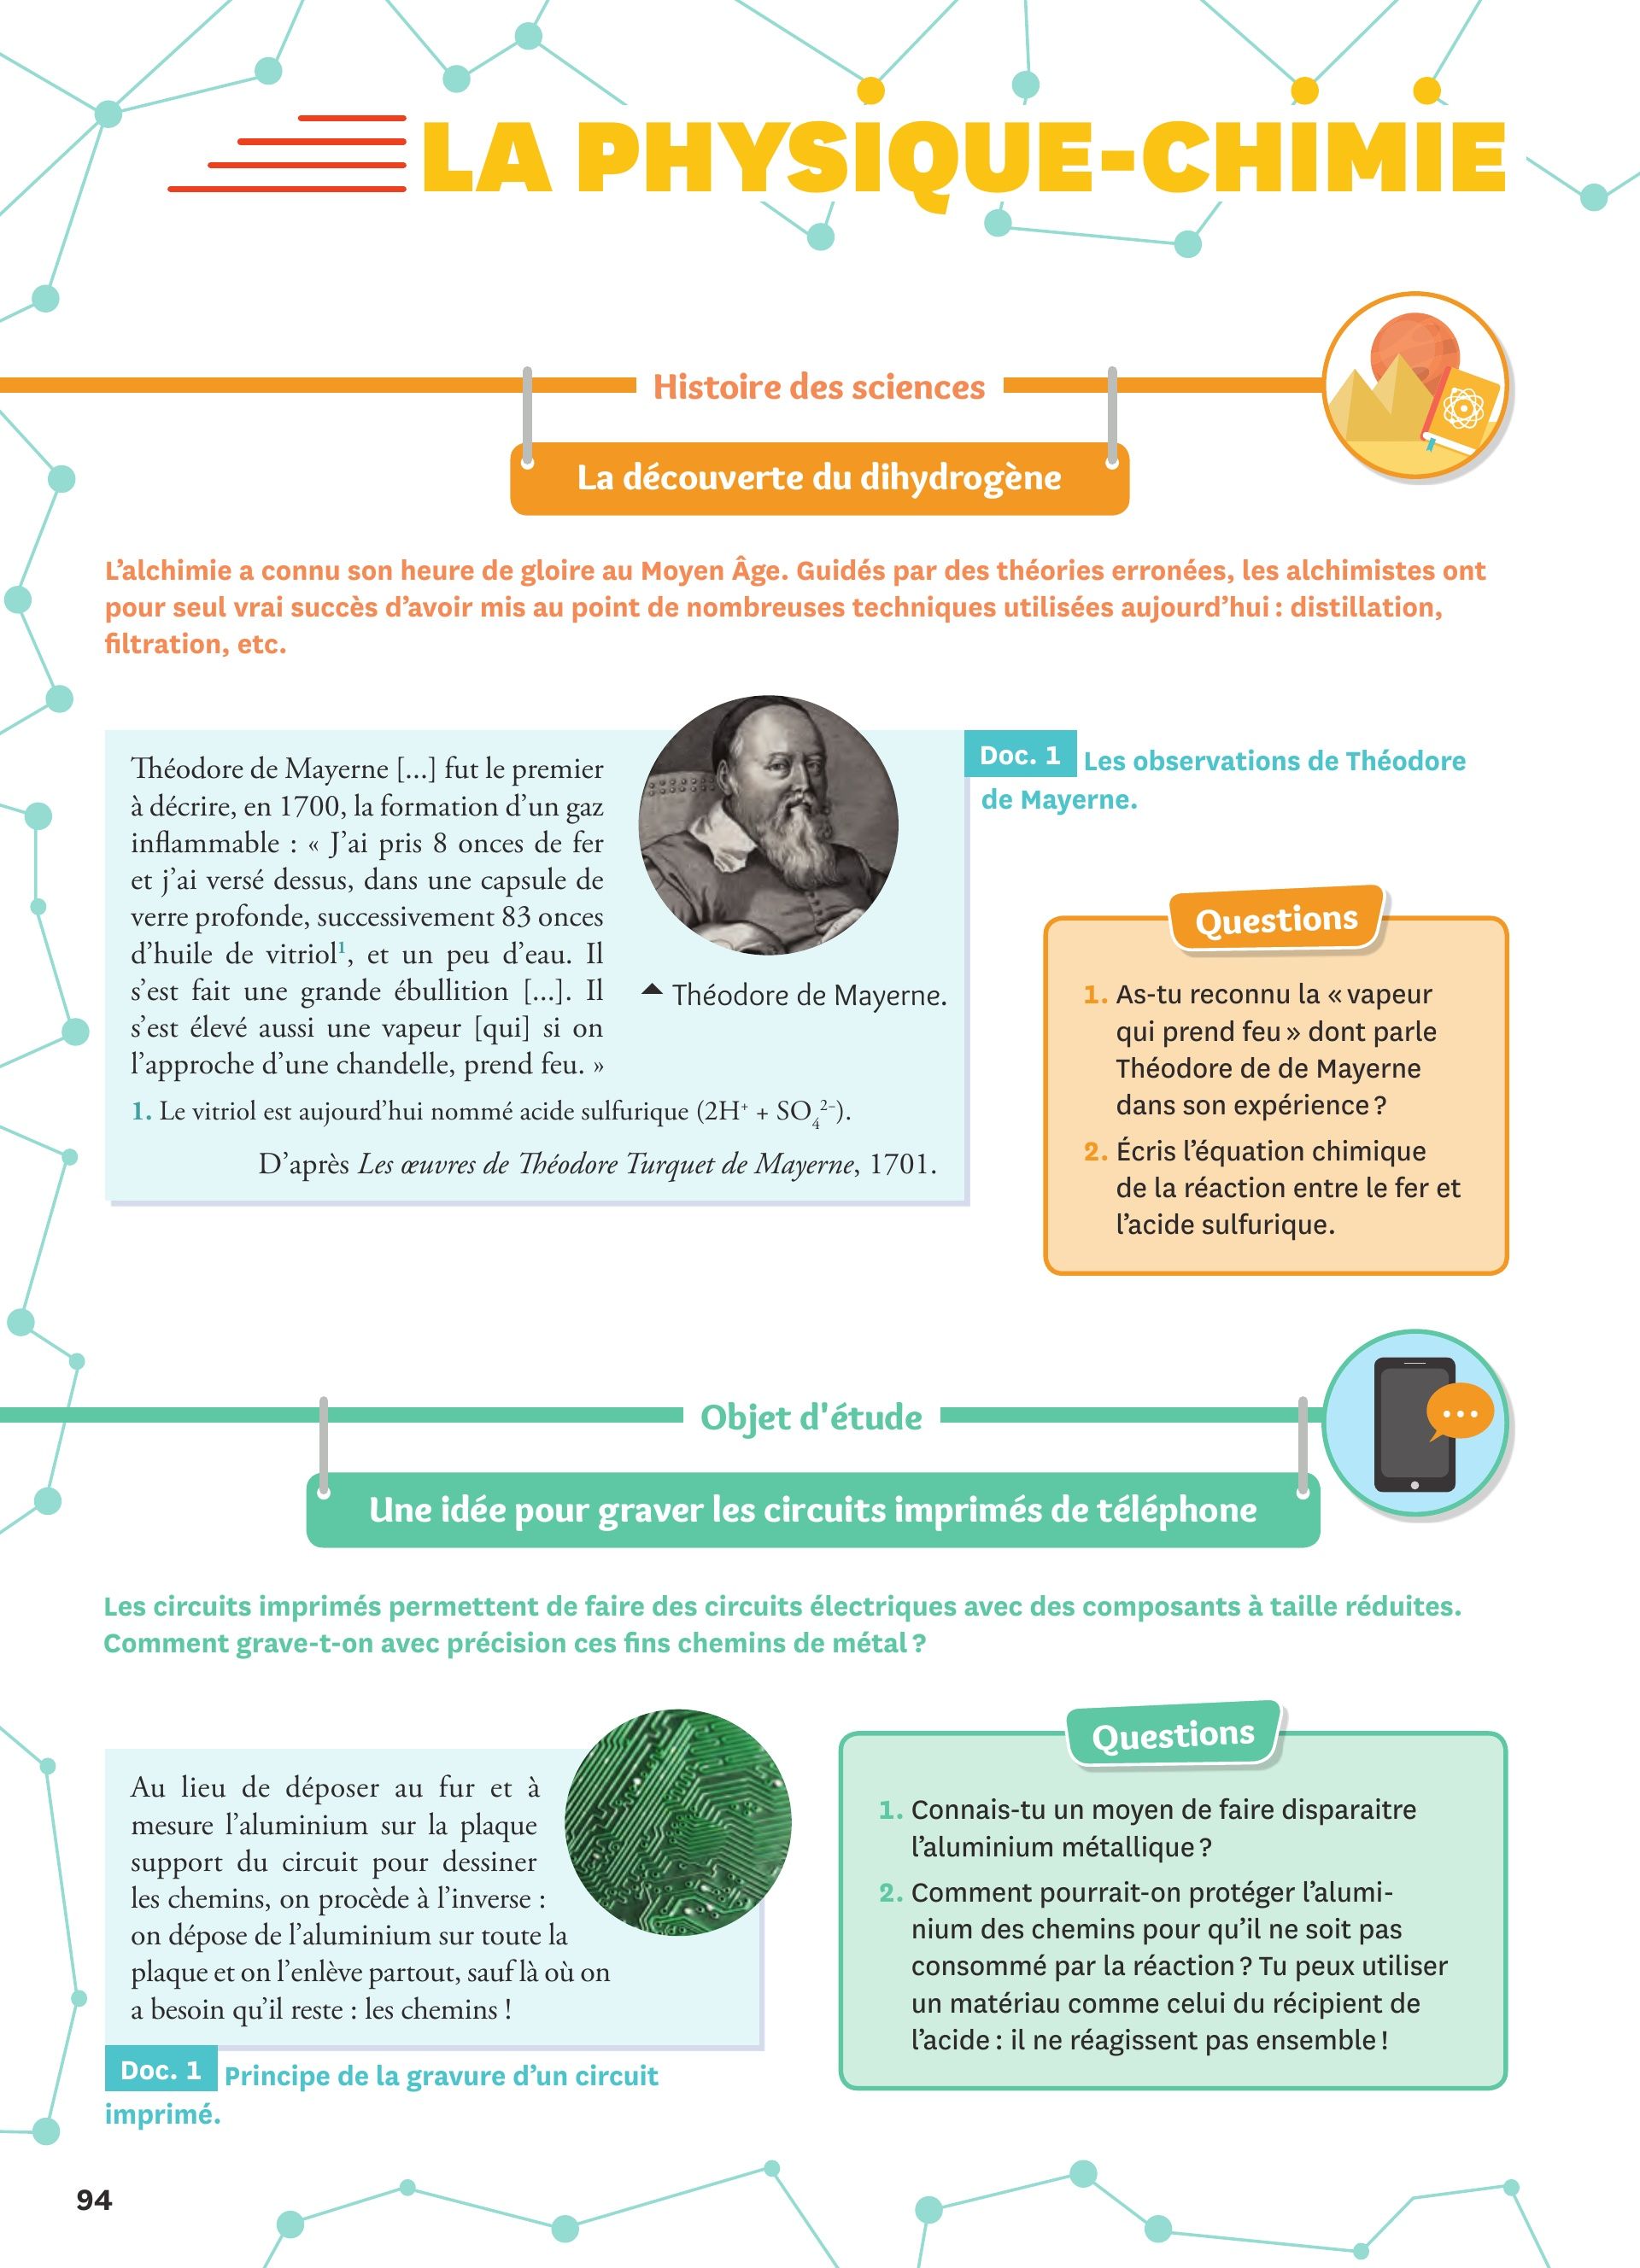 LA PHYSIQUE-CHIMIE
Histoire des sciences
La découverte du dihydrogène
L'alchimie a connu son heure de gloire au Moyen Âge. Guidés par des théories erronées, les alchimistes ont
pour seul vrai succès d'avoir mis au point de nombreuses techniques utilisées aujourd'hui : distillation,
filtration, etc.
Théodore de Mayerne [...] fut le premier
à décrire, en 1700, la formation d'un gaz
inflammable : « J'ai pris 8 onces de fer
et j'ai versé dessus, dans une capsule de
verre profonde, successivement 83 onces
d'huile de vitriol¹, et un peu d'eau. Il
s'est fait une grande ébullition [...]. Il
s'est élevé aussi une vapeur [qui] si on
l'approche d'une chandelle, prend feu. »
Théodore de Mayerne.
1. Le vitriol est aujourd'hui nommé acide sulfurique (2H⁺ + SO₄²⁻).
D'après Les œuvres de Théodore Turquet de Mayerne, 1701.
Doc. 1 Les observations de Théodore
de Mayerne.
Questions
1. As-tu reconnu la « vapeur
qui prend feu » dont parle
Théodore de de Mayerne
dans son expérience ?
2. Écris l'équation chimique
de la réaction entre le fer et
l'acide sulfurique.
Objet d'étude
Une idée pour graver les circuits imprimés de téléphone
Les circuits imprimés permettent de faire des circuits électriques avec des composants à taille réduites.
Comment grave-t-on avec précision ces fins chemins de métal ?
Au lieu de déposer au fur et à
mesure l'aluminium sur la plaque
support du circuit pour dessiner
les chemins, on procède à l'inverse :
on dépose de l'aluminium sur toute la
plaque et on l'enlève partout, sauf là où on
a besoin qu'il reste : les chemins !
Doc. 1 Principe de la gravure d'un circuit
imprimé.
Questions
1. Connais-tu un moyen de faire disparaitre
l'aluminium métallique ?
2. Comment pourrait-on protéger l'alumi-
nium des chemins pour qu'il ne soit pas
consommé par la réaction ? Tu peux utiliser
un matériau comme celui du récipient de
l'acide : il ne réagissent pas ensemble !
94